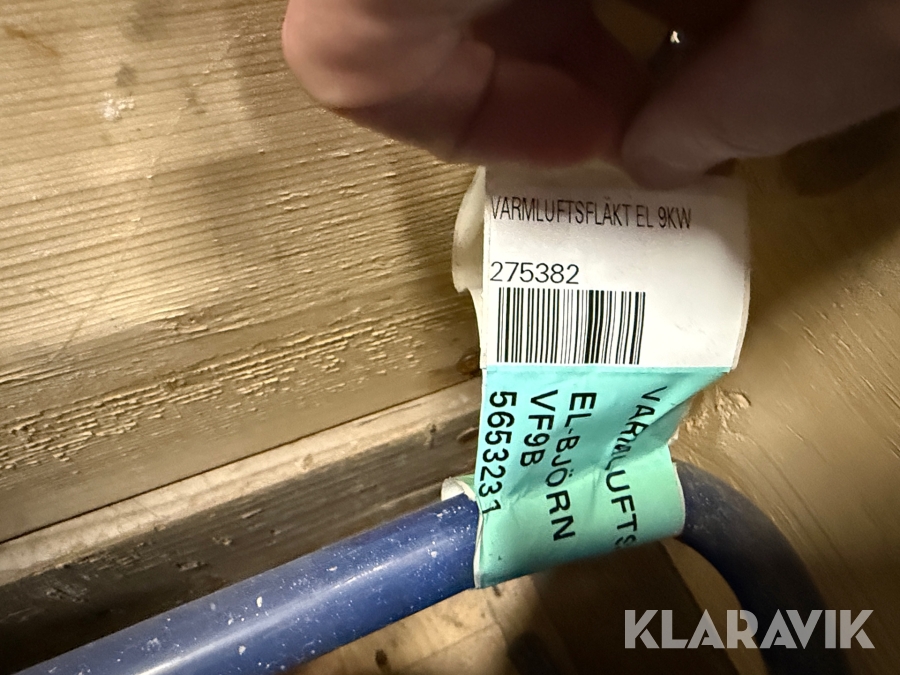 VARMLUFTSFLÄKT EL 9KW
275382
VARMLUFTS
EL-BJÖRN
VF9B
5653231
KLARAVIK